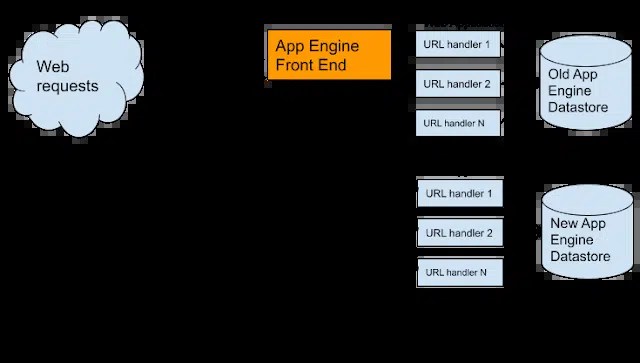 Web
requests
App Engine
Front End
URL handler 1
URL handler 2
URL handler N
Old App
Engine
Datastore
URL handler 1
URL handler 2
URL handler N
New App
Engine
Datastore